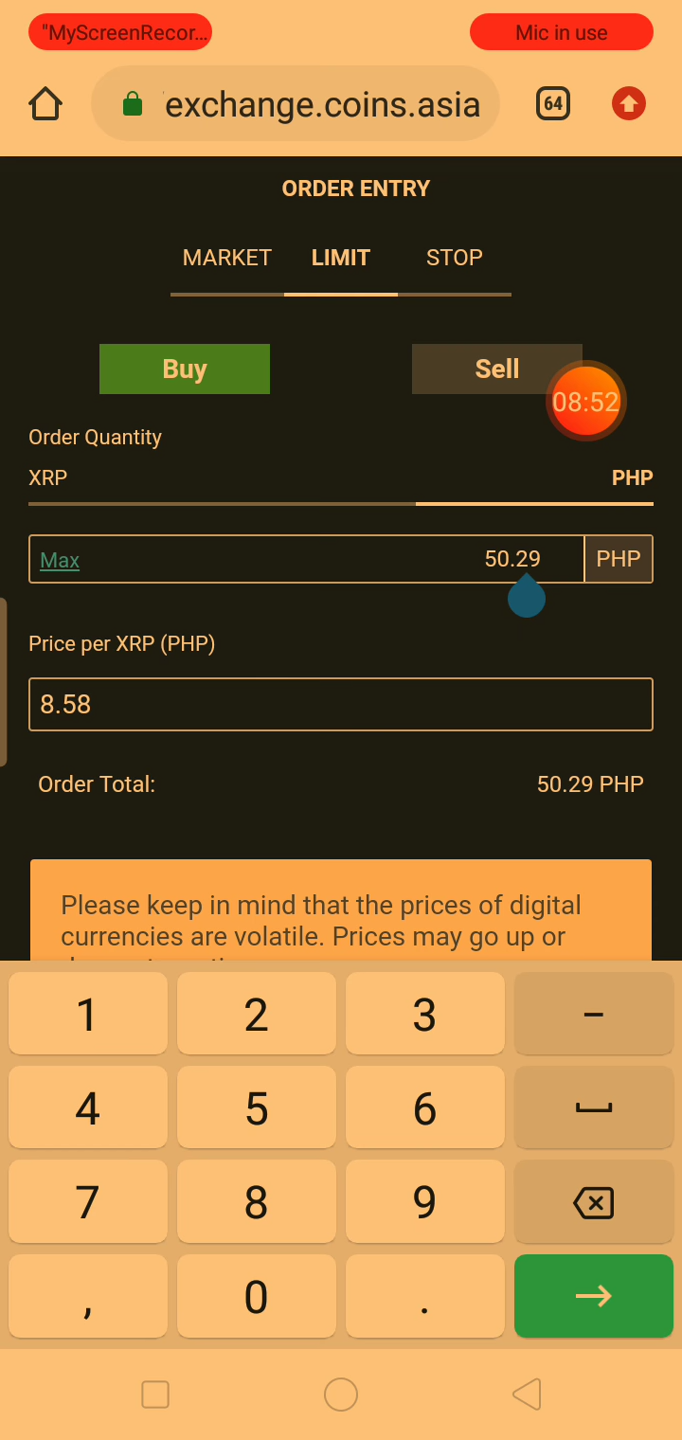 "MyScreenRecor...
Mic in use
exchange.coins.asia
64
ORDER ENTRY
MARKET
LIMIT
STOP
Buy
Sell
08:52
Order Quantity
XRP
PHP
Max
50.29
PHP
Price per XRP (PHP)
8.58
Order Total:
50.29 PHP
Please keep in mind that the prices of digital
currencies are volatile. Prices may go up or
1
2
3
–
4
5
6
7
8
9
,
0
.